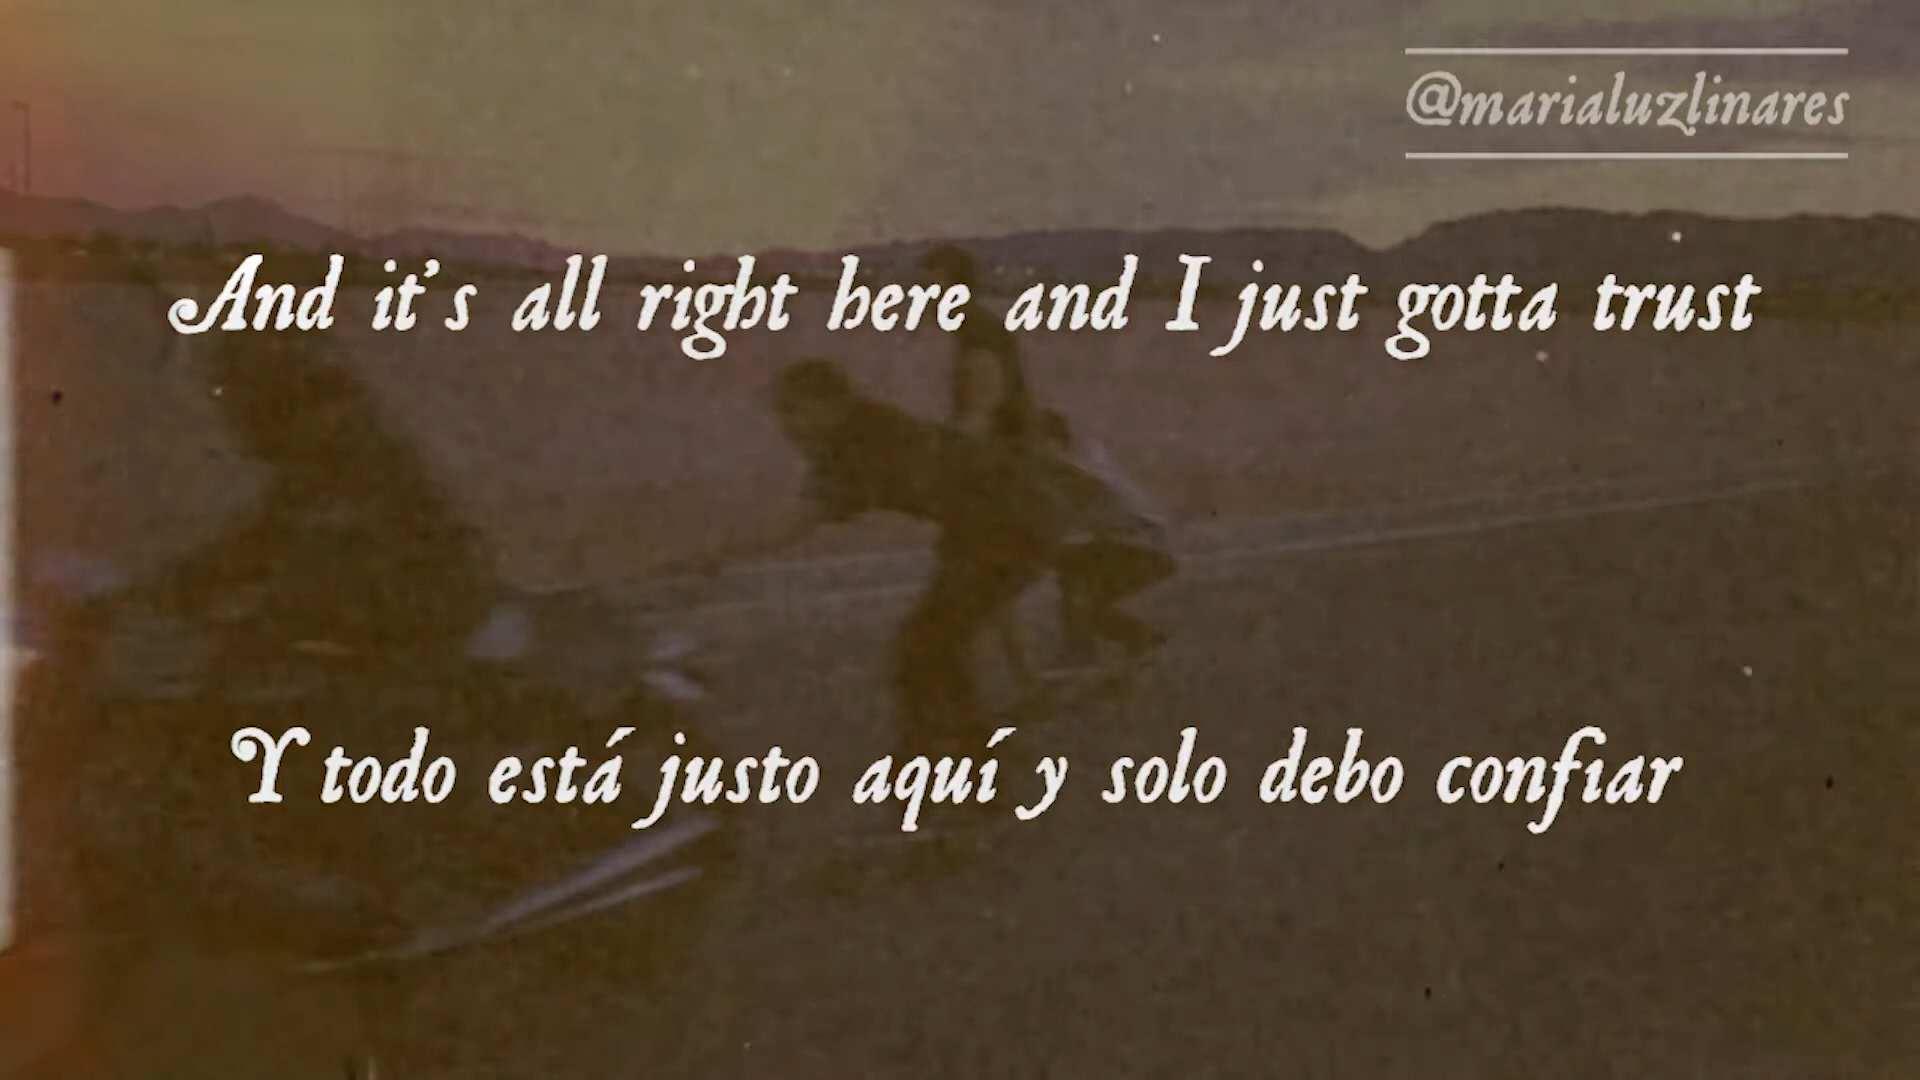 @marialuzlinares
And it's all right here and I just gotta trust
Y todo está justo aquí y solo debo confiar